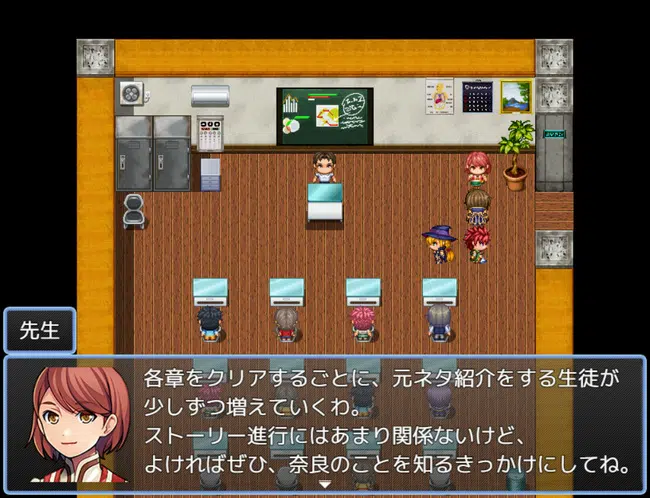 先生
各章をクリアするごとに、元ネタ紹介をする生徒が
少しずつ増えていくわ。
ストーリー進行にはあまり関係ないけど、
よければぜひ、奈良のことを知るきっかけにしてね。